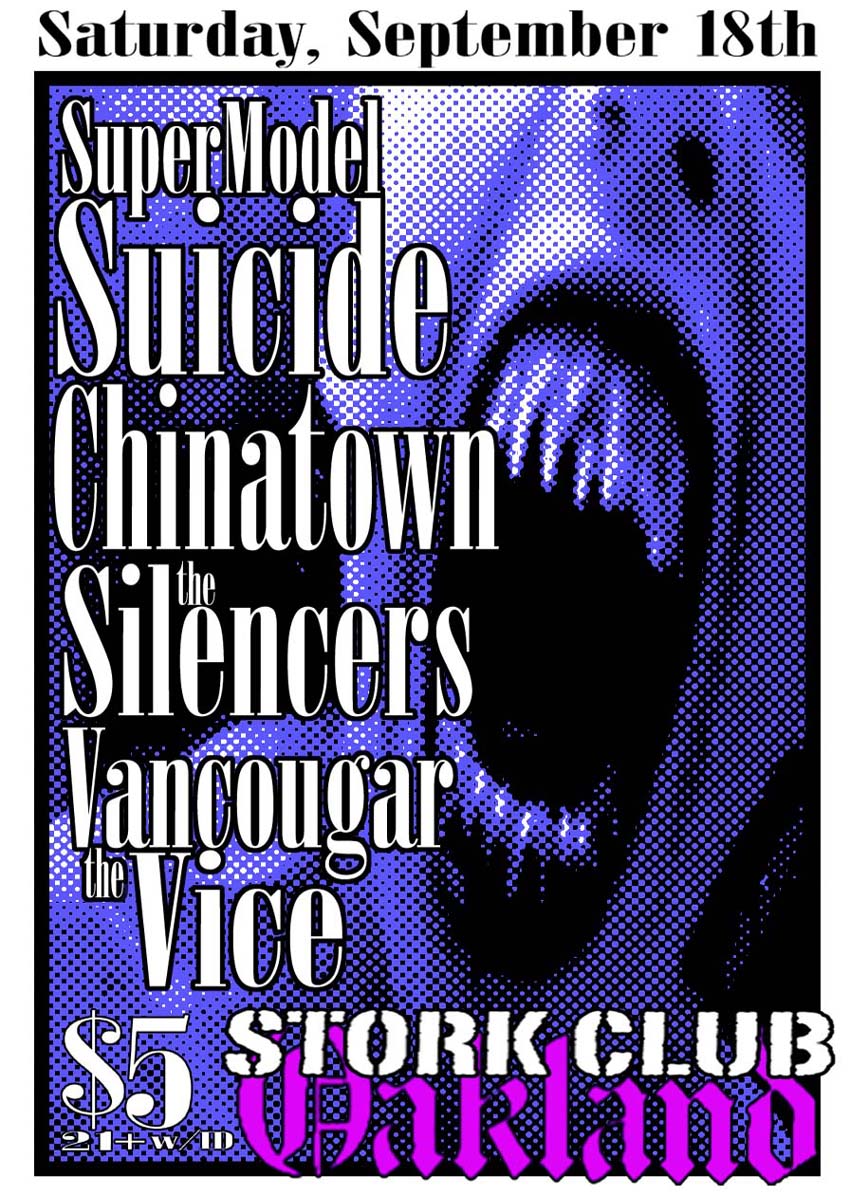 Saturday, September 18th
SuperModel
Suicide
Chinatown
the
Silencers
Vancougar
the Vice
$5
21+ w/ID
STORK CLUB
Oakland